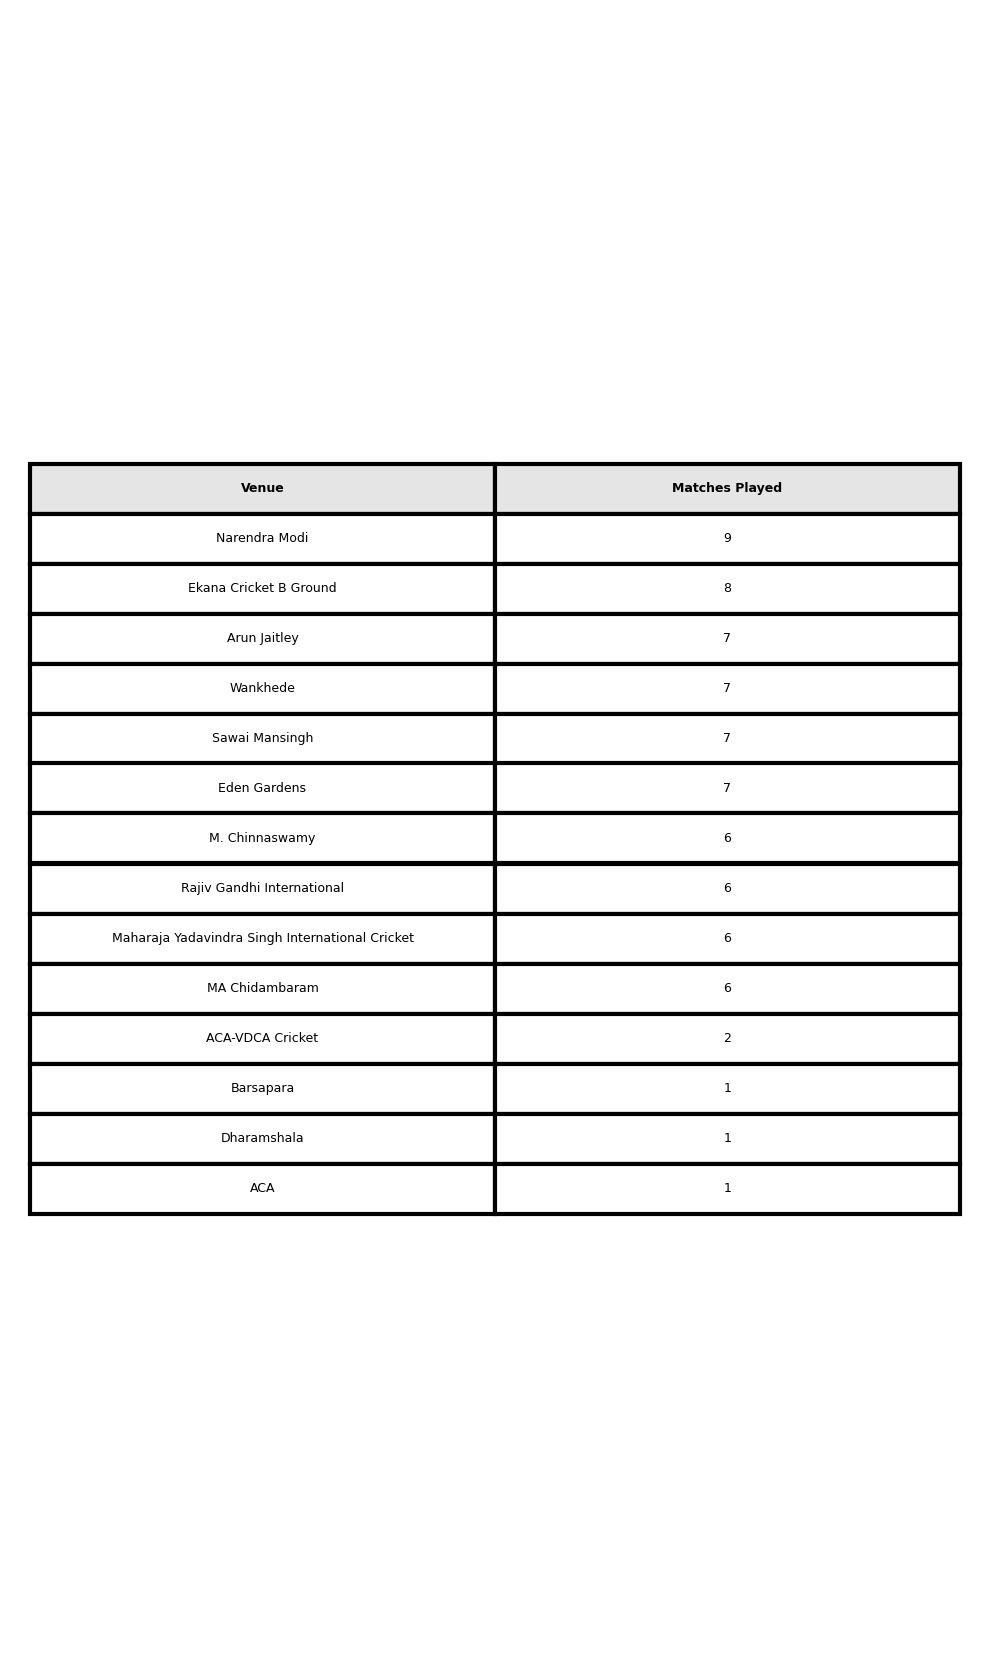 Venue Matches Played
Narendra Modi 9
Ekana Cricket B Ground 8
Arun Jaitley 7
Wankhede 7
Sawai Mansingh 7
Eden Gardens 7
M. Chinnaswamy 6
Rajiv Gandhi International 6
Maharaja Yadavindra Singh International Cricket 6
MA Chidambaram 6
ACA-VDCA Cricket 2
Barsapara 1
Dharamshala 1
ACA 1